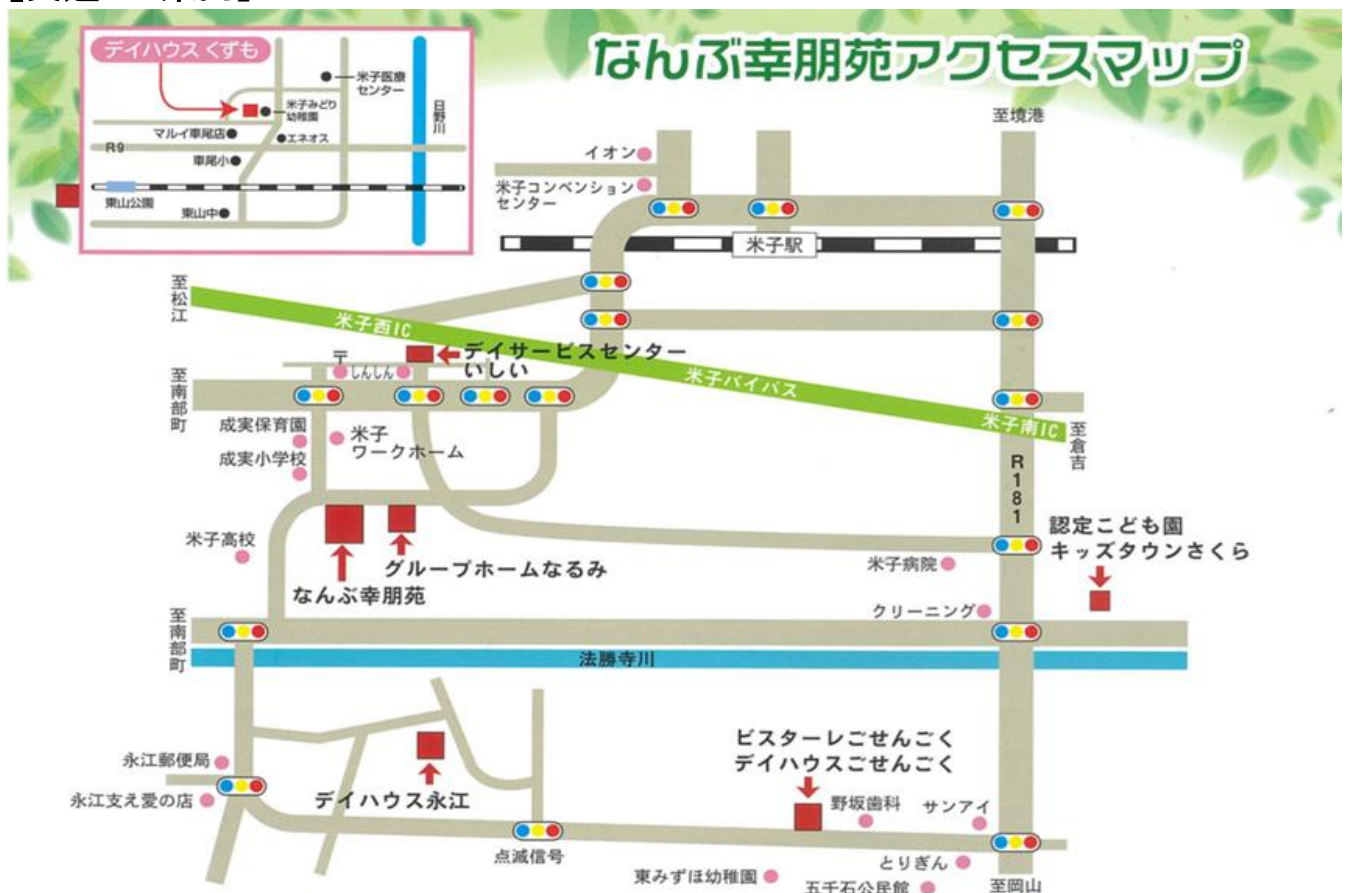 なんぶ幸朋苑アクセスマップ
デイハウス くずも
米子医療
センター
日野川
米子みどり
幼稚園
マルイ車尾店
エネオス
R9
車尾小
東山公園
東山中
至境港
イオン
米子コンベンション
センター
米子駅
至松江
米子西IC
デイサービスセンター
いしい
〒
しんしん
米子バイパス
至南部町
米子南IC
至倉吉
成実保育園
米子
ワークホーム
成実小学校
R181
認定こども園
キッズタウンさくら
米子高校
米子病院
グループホームなるみ
なんぶ幸朋苑
クリーニング
至南部町
法勝寺川
ビスターレごせんごく
デイハウスごせんごく
永江郵便局
デイハウス永江
永江支え愛の店
野坂歯科
サンアイ
点滅信号
とりぎん
東みずほ幼稚園
五千石公民館
至岡山